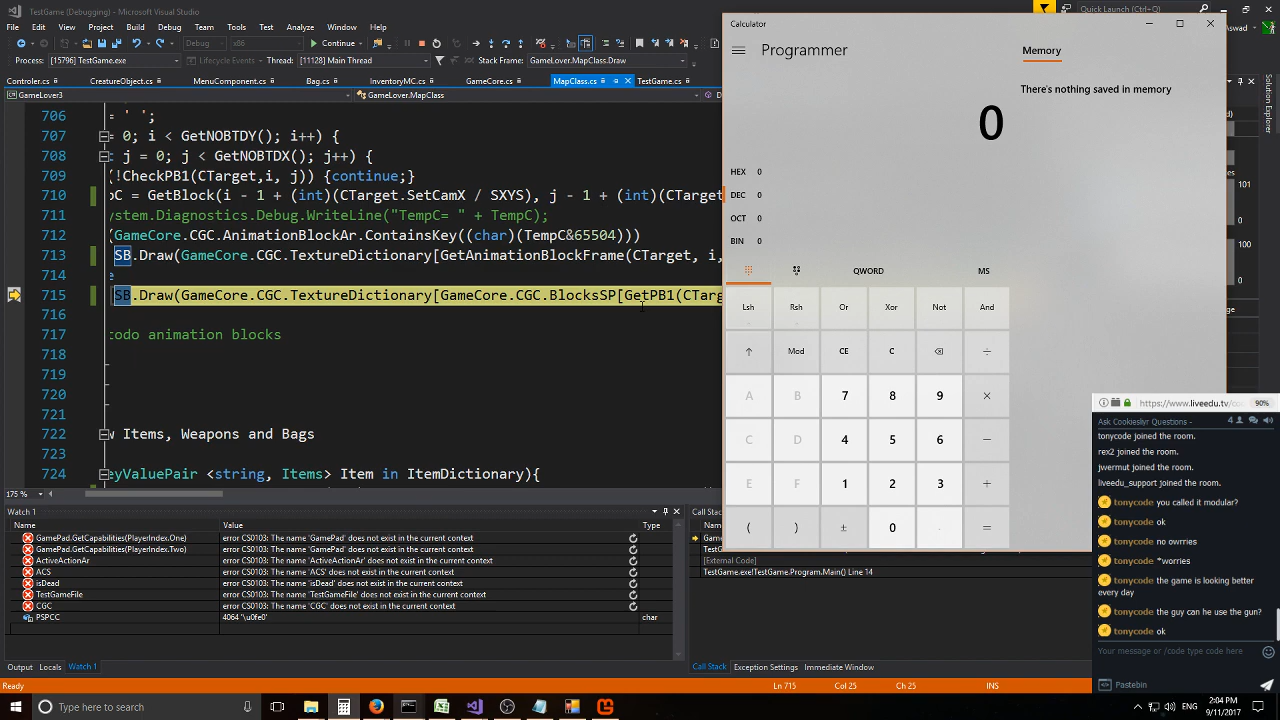 TestGame (Debugging) - Microsoft Visual Studio
Quick Launch (Ctrl+Q)
File Edit View Project Build Debug Team
Aswad
Debug x86 Continue
Process: [15796] TestGame.exe Lifecycle Events Thread: [11128] Main Thread Stack Frame: GameLover.MapClass.Draw
Controler.cs CreatureObject.cs MenuComponent.cs Bag.cs InventoryMC.cs GameCore.cs MapClass.cs TestGame.cs
GameLover3 GameLover.MapClass
706 = ' ';
707 = 0; i < GetNOBTDY(); i++) {
708 j = 0; j < GetNOBTDX(); j++) {
709 (!CheckPB1(CTarget,i, j)) {continue;}
710 pC = GetBlock(i - 1 + (int)(CTarget.SetCamX / SXYS), j - 1 + (int)(CTarget
711 System.Diagnostics.Debug.WriteLine("TempC= " + TempC);
712 (GameCore.CGC.AnimationBlockAr.ContainsKey((char)(TempC&65504)))
713 SB.Draw(GameCore.CGC.TextureDictionary[GetAnimationBlockFrame(CTarget, i,
714 e
715 SB.Draw(GameCore.CGC.TextureDictionary[GameCore.CGC.BlocksSP[GetPB1(CTarg
716
717 todo animation blocks
718
719
720
721
722 w Items, Weapons and Bags
723
724 eyValuePair <string, Items> Item in ItemDictionary){
175 %
Calculator
Programmer
Memory
There's nothing saved in memory
0
HEX 0
DEC 0
OCT 0
BIN 0
QWORD MS
Lsh Rsh Or Xor Not And
↑ Mod CE C ⌫ ÷
A B 7 8 9 ×
C D 4 5 6 −
E F 1 2 3 +
( ) ± 0 . =
Solution Explorer
101
0
100
0
Watch 1
Name Value Type
GamePad.GetCapabilities(PlayerIndex.One) error CS0103: The name 'GamePad' does not exist in the current context
GamePad.GetCapabilities(PlayerIndex.Two) error CS0103: The name 'GamePad' does not exist in the current context
ActiveActionAr error CS0103: The name 'ActiveActionAr' does not exist in the current context
ACS error CS0103: The name 'ACS' does not exist in the current context
isDead error CS0103: The name 'isDead' does not exist in the current context
TestGameFile error CS0103: The name 'TestGameFile' does not exist in the current context
CGC error CS0103: The name 'CGC' does not exist in the current context
PSPCC 4064 '\u0fe0' char
Call Stack
Name
[External Code]
TestGame.exe!TestGame.Program.Main() Line 14
Output Locals Watch 1
Call Stack Exception Settings Immediate Window
Ready Ln 715 Col 25 Ch 25 INS
https://www.liveedu.tv/co 90%
Ask Cookiesliyr Questions - 4
tonycode joined the room.
rex2 joined the room.
jwermut joined the room.
liveedu_support joined the room.
tonycode you called it modular?
tonycode ok
tonycode no owrries
tonycode *worries
tonycode the game is looking better
every day
tonycode the guy can he use the gun?
tonycode ok
Your message or /code type code here
Pastebin
Type here to search
ENG
2:04 PM
9/11/2017